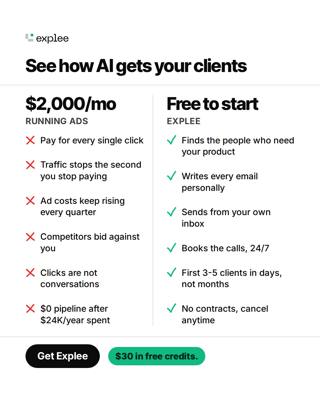 explee
See how AI gets your clients
$2,000/mo
RUNNING ADS
Pay for every single click
Traffic stops the second
you stop paying
Ad costs keep rising
every quarter
Competitors bid against
you
Clicks are not
conversations
$0 pipeline after
$24K/year spent
Free to start
EXPLEE
Finds the people who need
your product
Writes every email
personally
Sends from your own
inbox
Books the calls, 24/7
First 3-5 clients in days,
not months
No contracts, cancel
anytime
Get Explee
$30 in free credits.